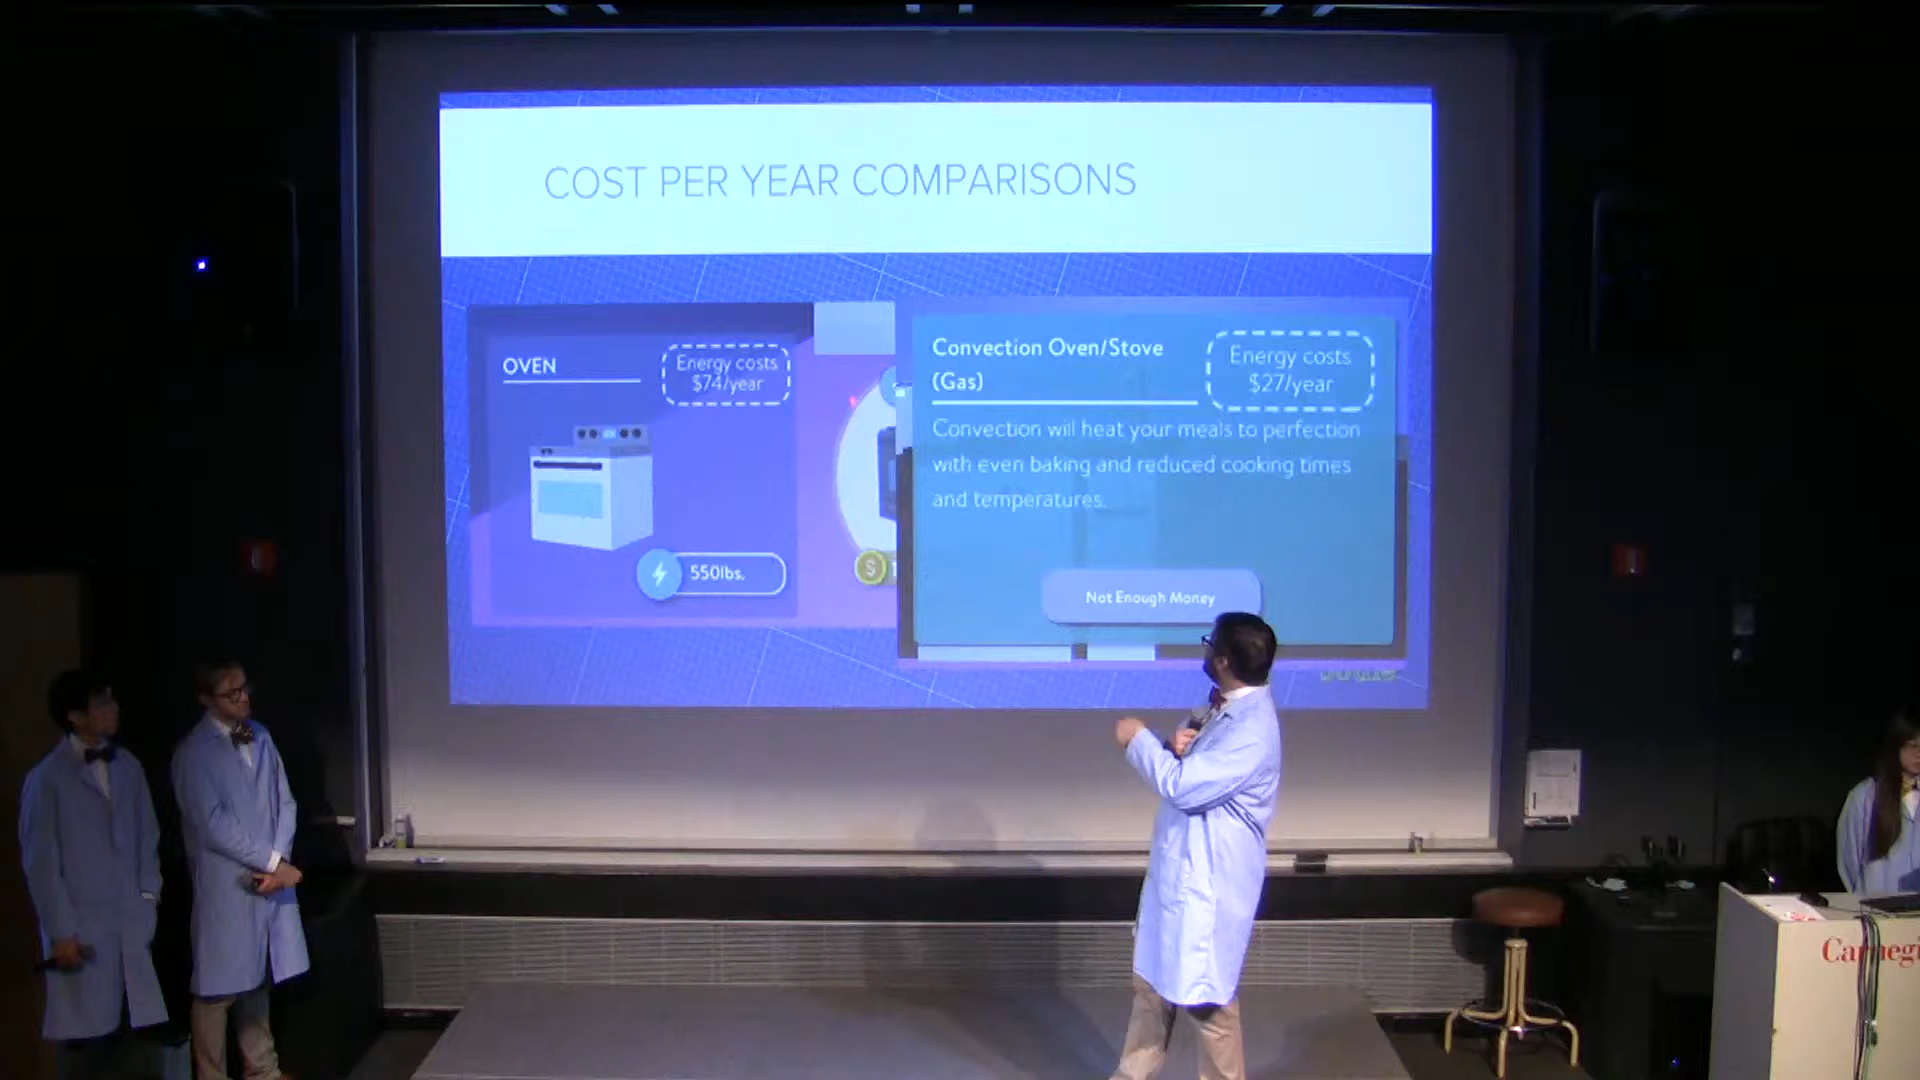 COST PER YEAR COMPARISONS
OVEN
Energy costs
$74/year
550lbs.
$
Convection Oven/Stove
(Gas)
Energy costs
$27/year
Convection will heat your meals to perfection
with even baking and reduced cooking times
and temperatures.
Not Enough Money